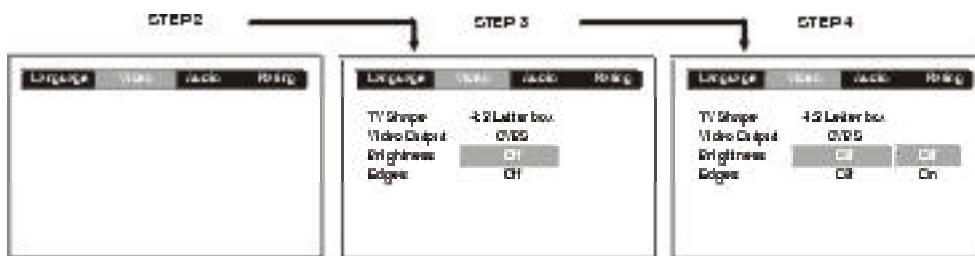 STEP 2
STEP 3
STEP 4
Language Video Audio Rating
Language Video Audio Rating
TV Shape 4:3 Letter box
Video Output CVBS
Brightness Off
Edges Off
Language Video Audio Rating
TV Shape 4:3 Letter box
Video Output CVBS
Brightness Off Off
Edges Off On